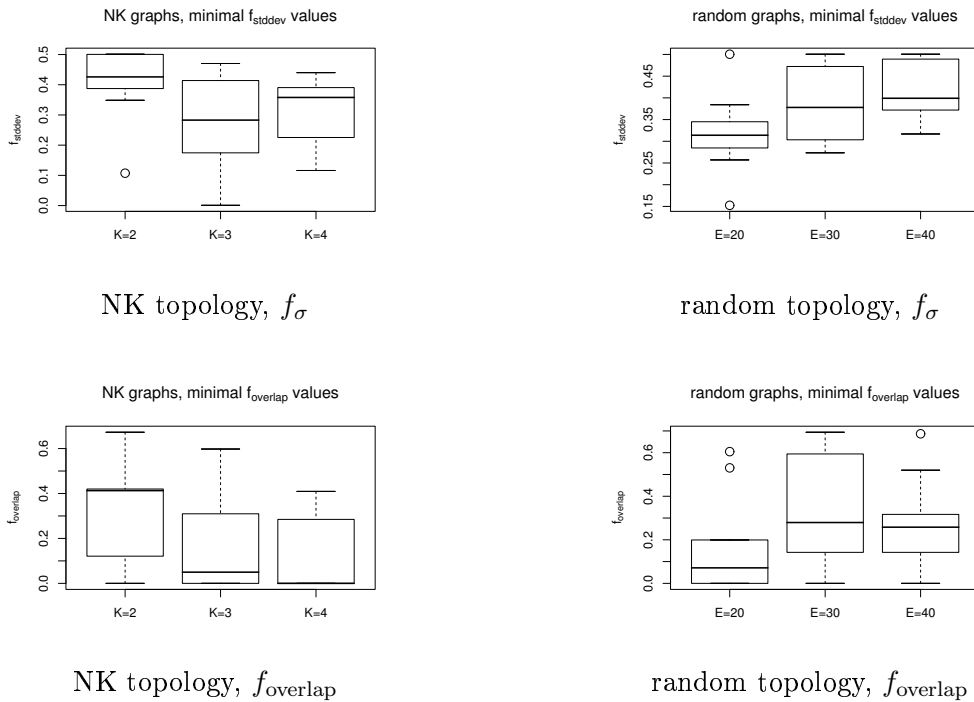 NK graphs, minimal f_stddev values
f_stddev
0.5
0.4
0.3
0.2
0.1
0.0
K=2 K=3 K=4
NK topology, f_σ
random graphs, minimal f_stddev values
f_stddev
0.45
0.35
0.25
0.15
E=20 E=30 E=40
random topology, f_σ
NK graphs, minimal f_overlap values
f_overlap
0.6
0.4
0.2
0.0
K=2 K=3 K=4
NK topology, f_overlap
random graphs, minimal f_overlap values
f_overlap
0.6
0.4
0.2
0.0
E=20 E=30 E=40
random topology, f_overlap